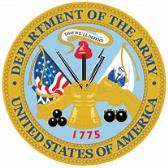 DEPARTMENT OF THE ARMY
1775
UNITED STATES OF AMERICA